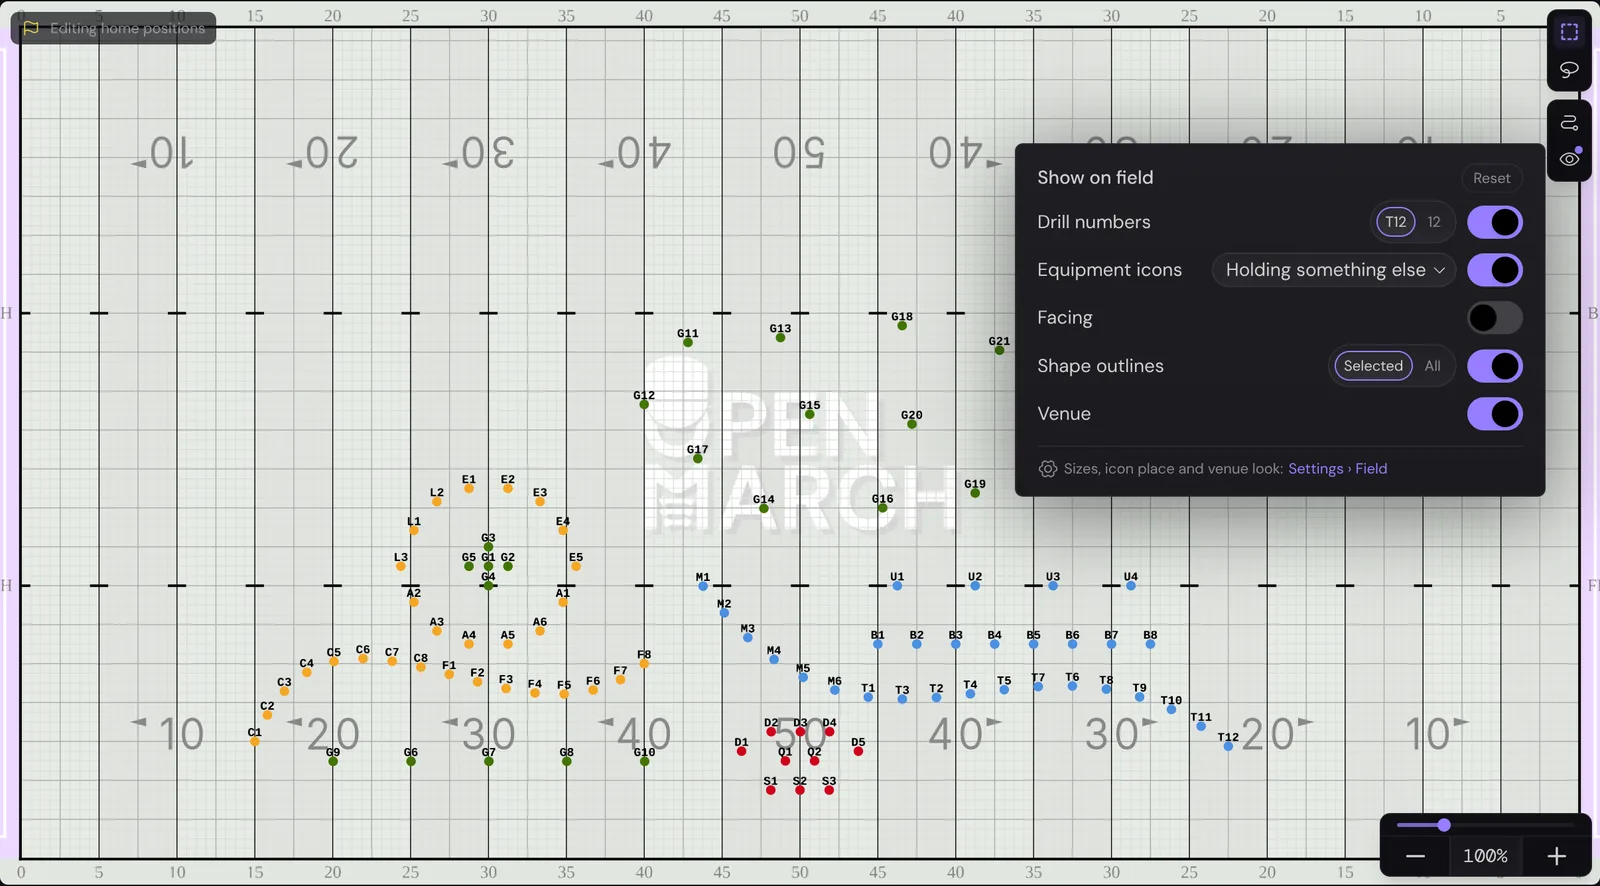 0 5 10 15 20 25 30 35 40 45 50 45 40 35 30 25 20 15 10 5
Editing home positions
10 20 30 40 50 40
Show on field
Reset
Drill numbers
T12 12
Equipment icons
Holding something else
Facing
Shape outlines
Selected All
Venue
Sizes, icon place and venue look: Settings › Field
H
B
G11 G13 G18 G21
G12 G15 G20
G17
G14 G16 G19
OPEN
MARCH
E1 E2
L2 E3
L1 E4
G3
L3 G5 G1 G2 E5
H
G4
M1 U1 U2 U3 U4
A2 A1
M2
A3 A4 A5 A6
M3
B1 B2 B3 B4 B5 B6 B7 B8
C4 C5 C6 C7 C8 F1 F2 F3 F4 F5 F6 F7 F8
M4
M5
C3
M6 T1 T3 T2 T4 T5 T7 T6 T8 T9
C2
T10
T11
C1
T12
D2 D3 D4
D1 D5
10 20 30 40 50 40 30 20 10
G9 G6 G7 G8 G10
Q1 Q2
S1 S2 S3
100%
0 5 10 15 20 25 30 35 40 45 50 45 40 35 30 25 20 15